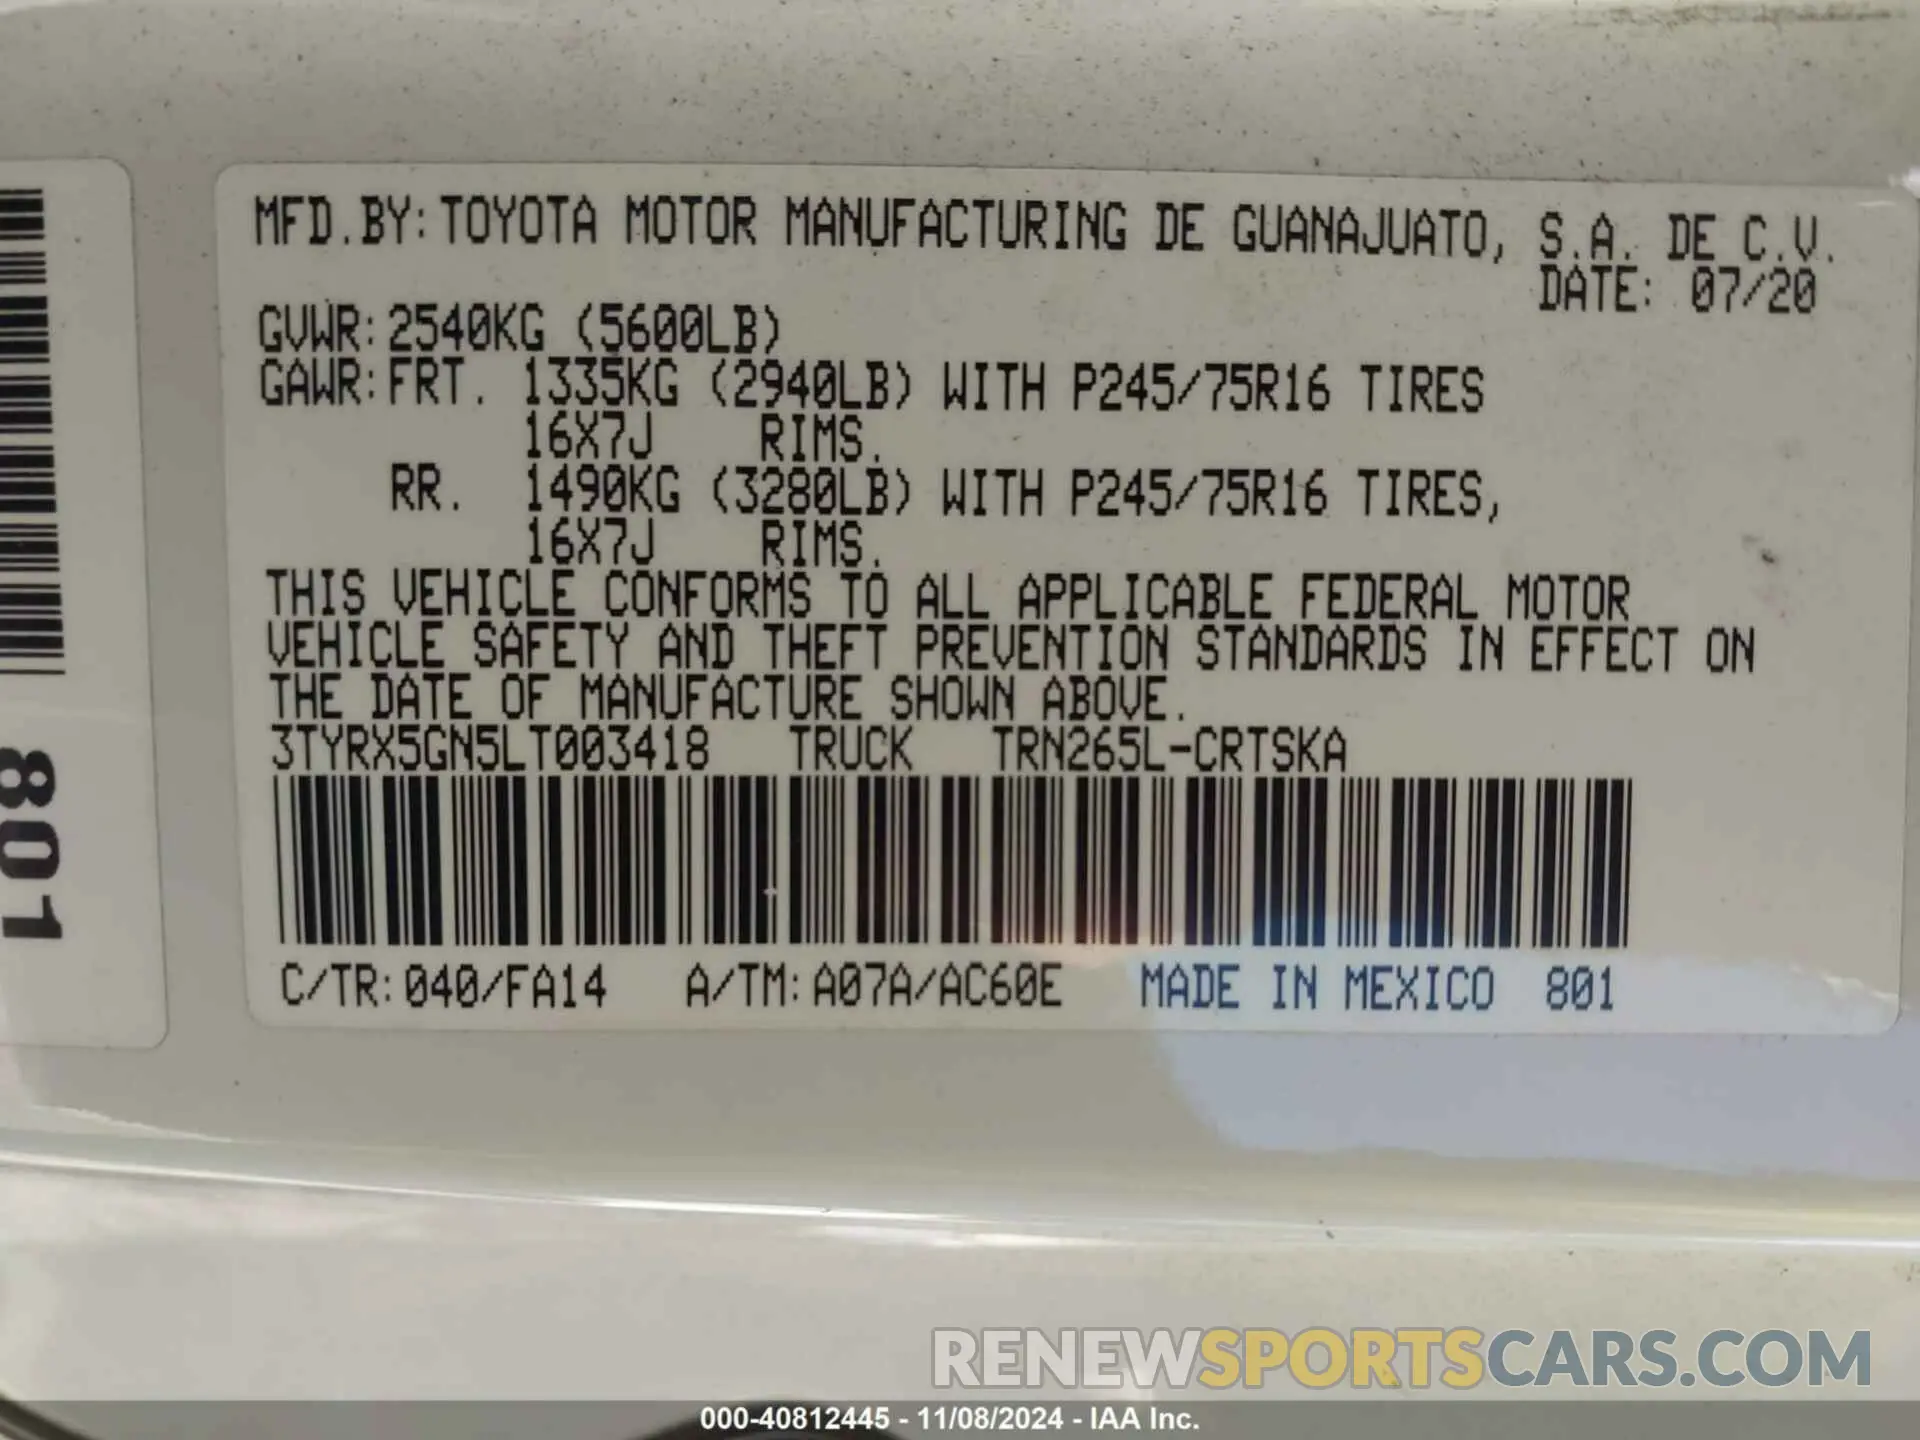 MFD.BY:TOYOTA MOTOR MANUFACTURING DE GUANAJUATO, S.A. DE C.V.
DATE: 07/20
GVWR:2540KG (5600LB)
GAWR:FRT. 1335KG (2940LB) WITH P245/75R16 TIRES
16X7J RIMS.
RR. 1490KG (3280LB) WITH P245/75R16 TIRES,
16X7J RIMS.
THIS VEHICLE CONFORMS TO ALL APPLICABLE FEDERAL MOTOR
VEHICLE SAFETY AND THEFT PREVENTION STANDARDS IN EFFECT ON
THE DATE OF MANUFACTURE SHOWN ABOVE.
3TYRX5GN5LT003418 TRUCK TRN265L-CRTSKA
C/TR:040/FA14 A/TM:A07A/AC60E MADE IN MEXICO 801
801
RENEWSPORTSCARS.COM
000-40812445 - 11/08/2024 - IAA Inc.